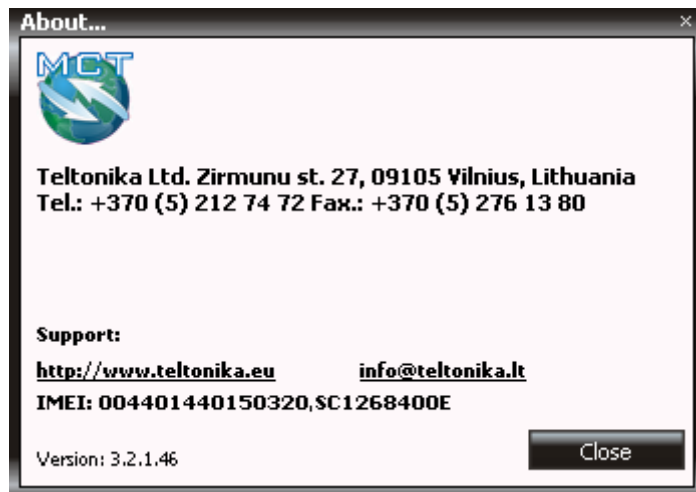 About...
MCT
Teltonika Ltd. Zirmunu st. 27, 09105 Vilnius, Lithuania
Tel.: +370 (5) 212 74 72 Fax.: +370 (5) 276 13 80
Support:
http://www.teltonika.eu info@teltonika.lt
IMEI: 004401440150320,SC1268400E
Version: 3.2.1.46
Close